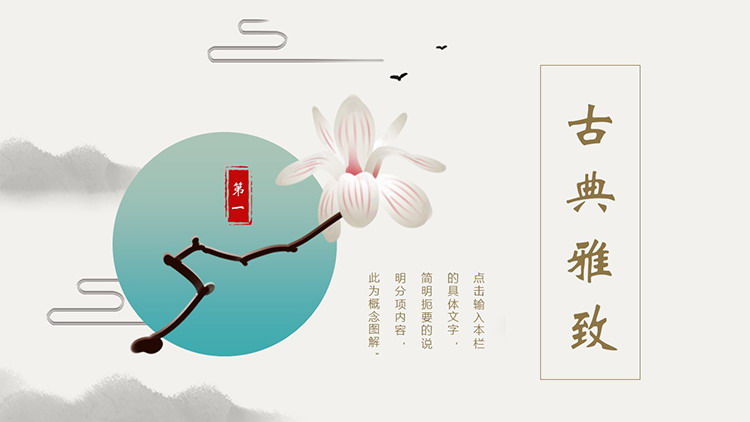 古典雅致
第一
点击输入本栏
的具体文字，
简明扼要的说
明分项内容，
此为概念图解。